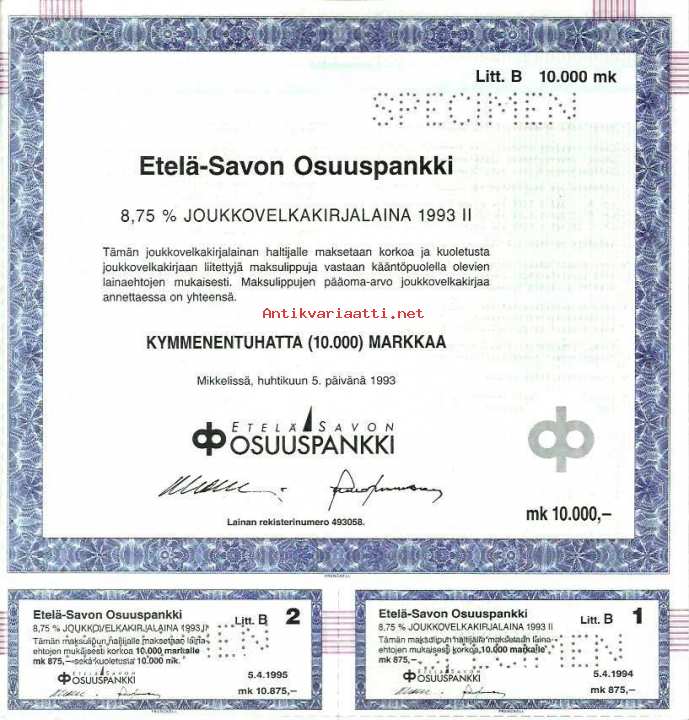 Litt. B 10.000 mk
SPECIMEN
Etelä-Savon Osuuspankki
8,75 % JOUKKOVELKAKIRJALAINA 1993 II
Tämän joukkovelkakirjalainan haltijalle maksetaan korkoa ja kuoletusta
joukkovelkakirjaan liitettyjä maksulippuja vastaan kääntöpuolella olevien
lainaehtojen mukaisesti. Maksulippujen pääoma-arvo joukkovelkakirjaa
annettaessa on yhteensä.
Antikvariaatti.net
KYMMENENTUHATTA (10.000) MARKKAA
Mikkelissä, huhtikuun 5. päivänä 1993
ETELÄ SAVON
OSUUSPANKKI
mk 10.000,–
Lainan rekisterinumero 493058.
Etelä-Savon Osuuspankki
Litt. B 2
8,75 % JOUKKOVELKAKIRJALAINA 1993 II
Tämän maksulipun haltijalle maksetaan laina-
ehtojen mukaisesti korkoa 10.000 markalle
mk 875,– sekä kuoletusta 10.000 mk.
OSUUSPANKKI
5.4.1995
mk 10.875,–
Etelä-Savon Osuuspankki
Litt. B 1
8,75 % JOUKKOVELKAKIRJALAINA 1993 II
Tämän maksulipun haltijalle maksetaan laina-
ehtojen mukaisesti korkoa 10.000 markalle
mk 875,–
SPECIMEN
OSUUSPANKKI
5.4.1994
mk 875,–